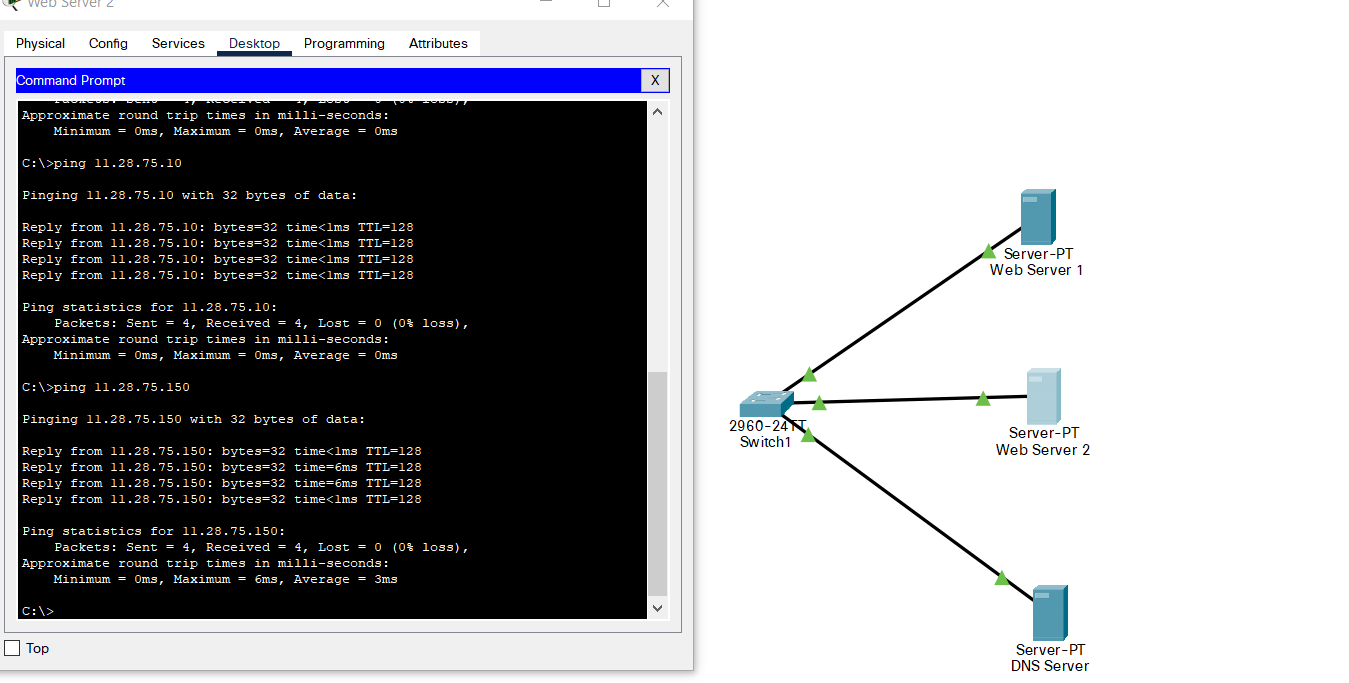 Web Server 2
Physical Config Services Desktop Programming Attributes
Command Prompt X
Packets: Sent = 4, Received = 4, Lost = 0 (0% loss),
Approximate round trip times in milli-seconds:
Minimum = 0ms, Maximum = 0ms, Average = 0ms
C:\>ping 11.28.75.10
Pinging 11.28.75.10 with 32 bytes of data:
Reply from 11.28.75.10: bytes=32 time<1ms TTL=128
Reply from 11.28.75.10: bytes=32 time<1ms TTL=128
Reply from 11.28.75.10: bytes=32 time<1ms TTL=128
Reply from 11.28.75.10: bytes=32 time<1ms TTL=128
Ping statistics for 11.28.75.10:
Packets: Sent = 4, Received = 4, Lost = 0 (0% loss),
Approximate round trip times in milli-seconds:
Minimum = 0ms, Maximum = 0ms, Average = 0ms
C:\>ping 11.28.75.150
Pinging 11.28.75.150 with 32 bytes of data:
Reply from 11.28.75.150: bytes=32 time<1ms TTL=128
Reply from 11.28.75.150: bytes=32 time=6ms TTL=128
Reply from 11.28.75.150: bytes=32 time=6ms TTL=128
Reply from 11.28.75.150: bytes=32 time<1ms TTL=128
Ping statistics for 11.28.75.150:
Packets: Sent = 4, Received = 4, Lost = 0 (0% loss),
Approximate round trip times in milli-seconds:
Minimum = 0ms, Maximum = 6ms, Average = 3ms
C:\>
Top
Server-PT
Web Server 1
2960-24TT
Switch1
Server-PT
Web Server 2
Server-PT
DNS Server